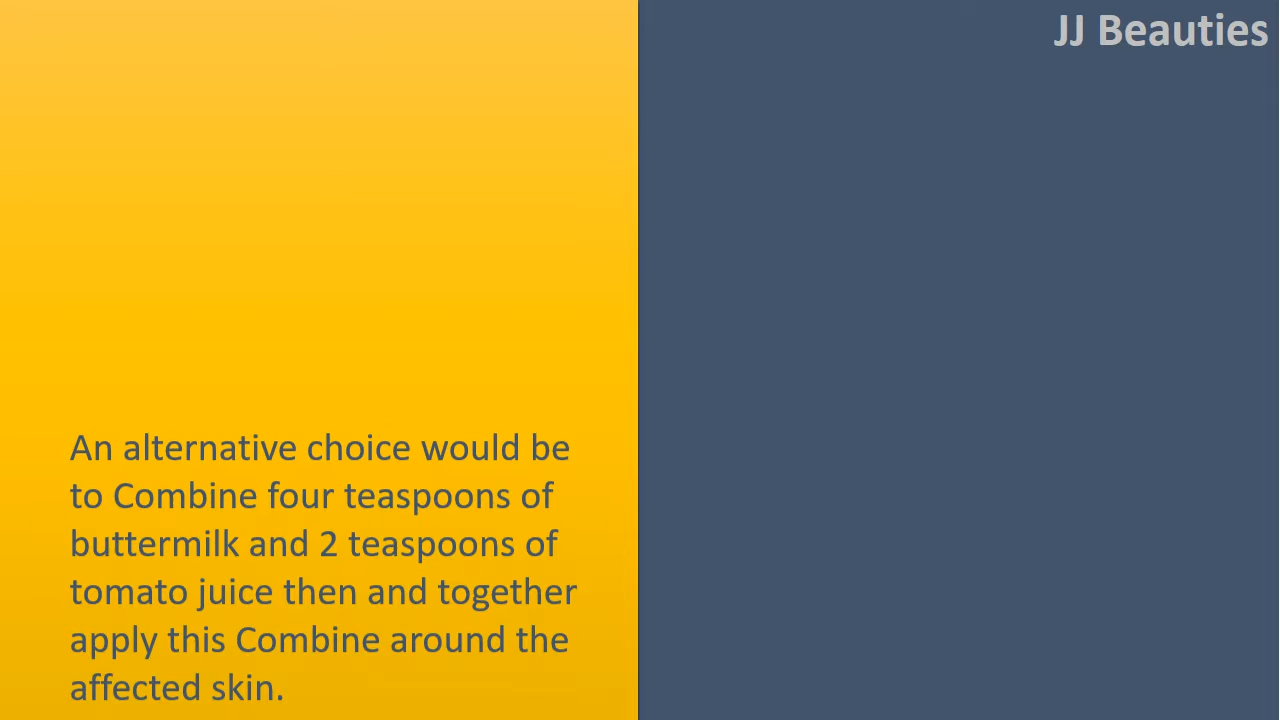 JJ Beauties
An alternative choice would be
to Combine four teaspoons of
buttermilk and 2 teaspoons of
tomato juice then and together
apply this Combine around the
affected skin.